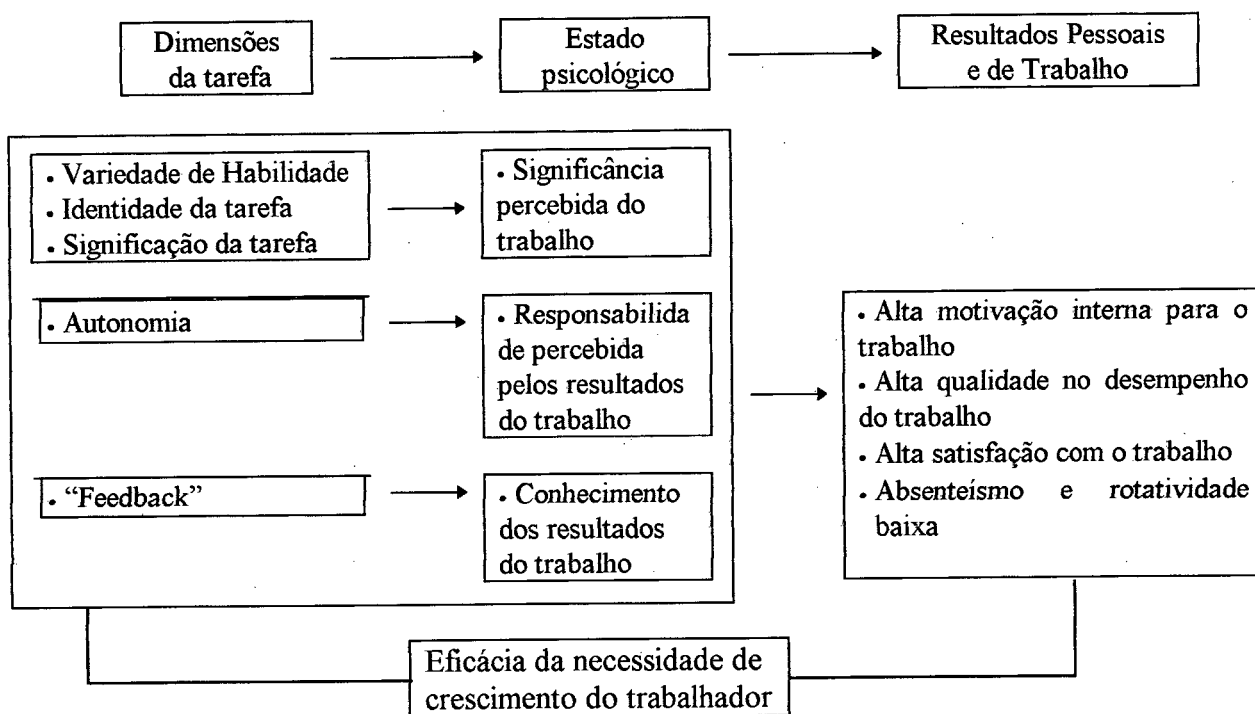 Dimensões
da tarefa
Estado
psicológico
Resultados Pessoais
e de Trabalho
• Variedade de Habilidade
• Identidade da tarefa
• Significação da tarefa
• Significância
percebida do
trabalho
• Autonomia
• Responsabilida
de percebida
pelos resultados
do trabalho
• “Feedback”
• Conhecimento
dos resultados
do trabalho
• Alta motivação interna para o
trabalho
• Alta qualidade no desempenho
do trabalho
• Alta satisfação com o trabalho
• Absenteísmo e rotatividade
baixa
Eficácia da necessidade de
crescimento do trabalhador